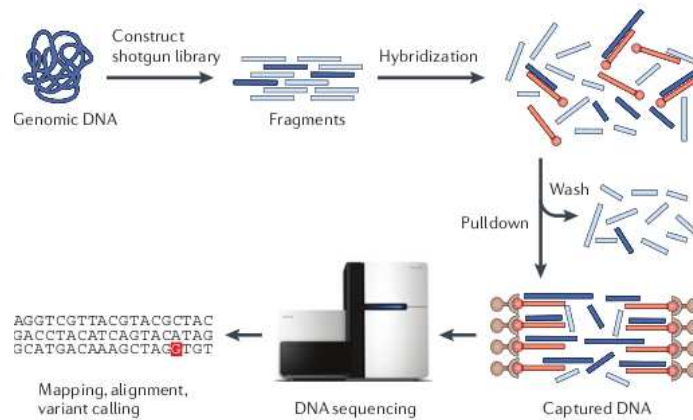 Construct
shotgun library
Hybridization
Genomic DNA
Fragments
Wash
Pulldown
AGGTCGTTACGTACGCTAC
GACCTACATCAGTACATAG
GCATGACAAAGCTAGGTGT
Mapping, alignment,
variant calling
DNA sequencing
Captured DNA